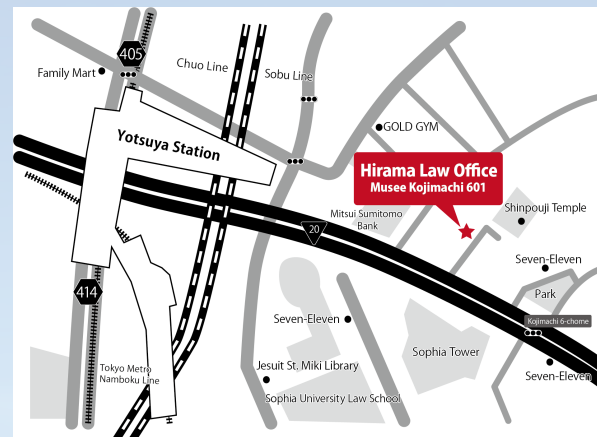 405
Family Mart
Chuo Line
Sobu Line
Yotsuya Station
GOLD GYM
Hirama Law Office
Musee Kojimachi 601
Mitsui Sumitomo
Bank
Shinpouji Temple
20
Seven-Eleven
Park
414
Kojimachi 6-chome
Seven-Eleven
Sophia Tower
Tokyo Metro
Namboku Line
Jesuit St. Miki Library
Seven-Eleven
Sophia University Law School